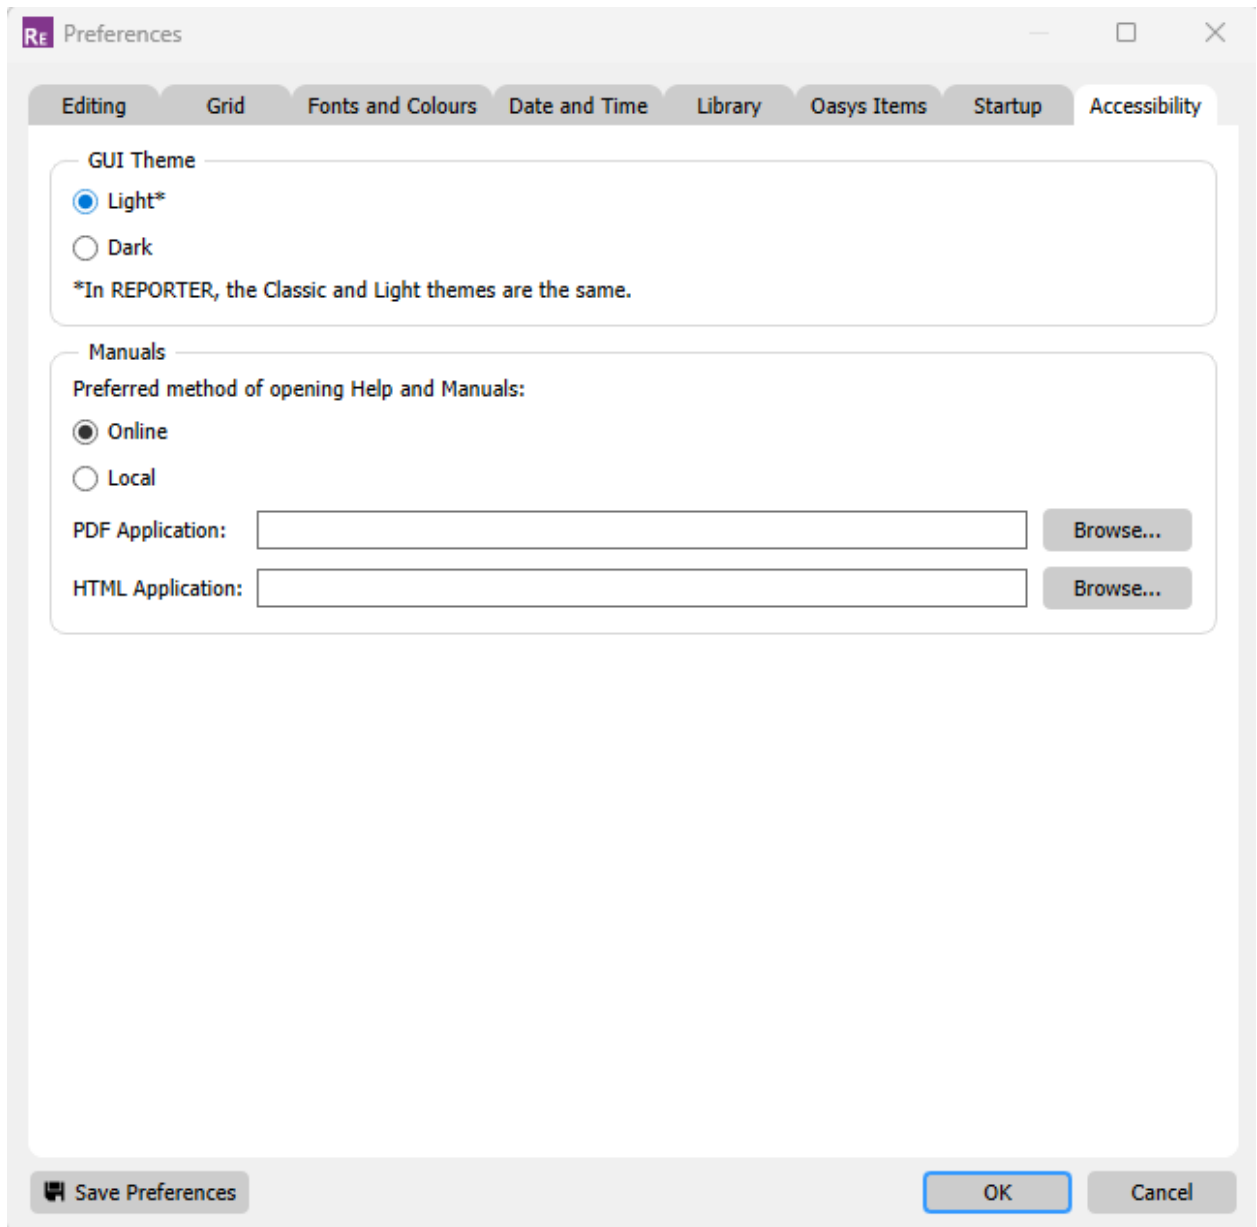 RE Preferences
Editing Grid Fonts and Colours Date and Time Library Oasys Items Startup Accessibility
GUI Theme
Light*
Dark
*In REPORTER, the Classic and Light themes are the same.
Manuals
Preferred method of opening Help and Manuals:
Online
Local
PDF Application: Browse...
HTML Application: Browse...
Save Preferences OK Cancel